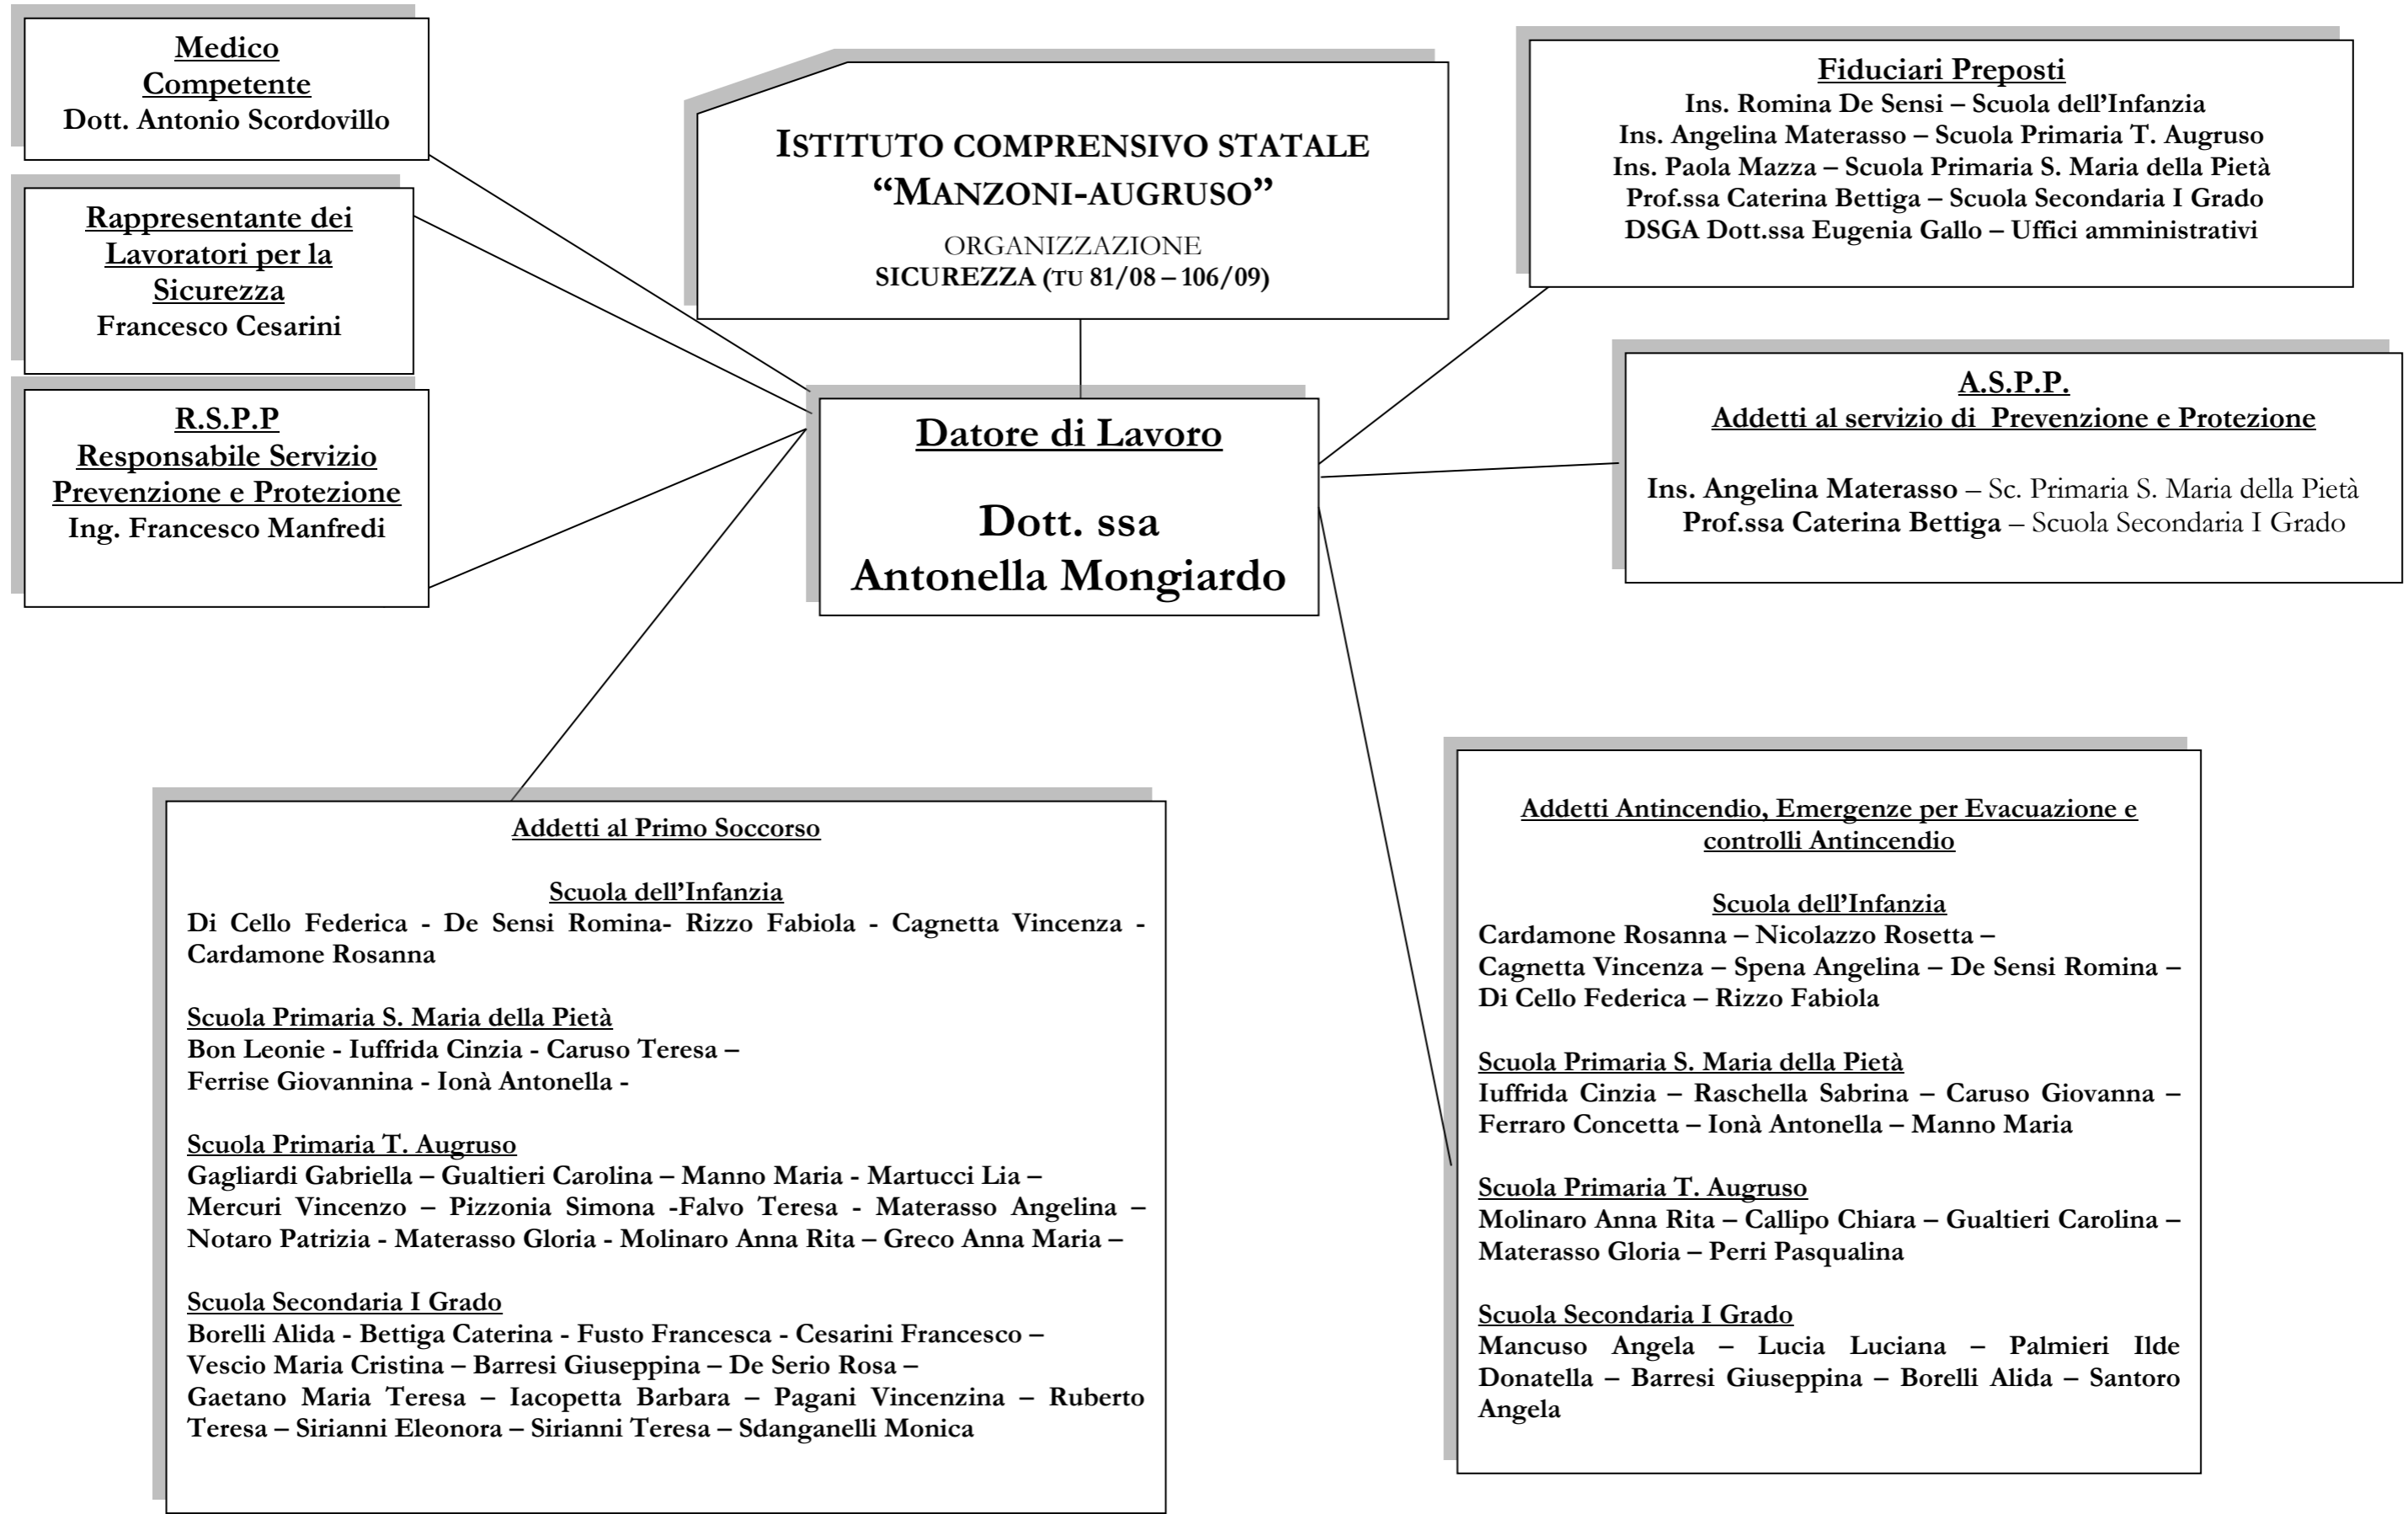 Medico
Competente
Dott. Antonio Scordovillo
Rappresentante dei
Lavoratori per la
Sicurezza
Francesco Cesarini
R.S.P.P
Responsabile Servizio
Prevenzione e Protezione
Ing. Francesco Manfredi
ISTITUTO COMPRENSIVO STATALE
“MANZONI-AUGRUSO”
ORGANIZZAZIONE
SICUREZZA (TU 81/08 – 106/09)
Datore di Lavoro
Dott. ssa
Antonella Mongiardo
Fiduciari Preposti
Ins. Romina De Sensi – Scuola dell’Infanzia
Ins. Angelina Materasso – Scuola Primaria T. Augruso
Ins. Paola Mazza – Scuola Primaria S. Maria della Pietà
Prof.ssa Caterina Bettiga – Scuola Secondaria I Grado
DSGA Dott.ssa Eugenia Gallo – Uffici amministrativi
A.S.P.P.
Addetti al servizio di Prevenzione e Protezione
Ins. Angelina Materasso – Sc. Primaria S. Maria della Pietà
Prof.ssa Caterina Bettiga – Scuola Secondaria I Grado
Addetti al Primo Soccorso
Scuola dell’Infanzia
Di Cello Federica - De Sensi Romina- Rizzo Fabiola - Cagnetta Vincenza -
Cardamone Rosanna
Scuola Primaria S. Maria della Pietà
Bon Leonie - Iuffrida Cinzia - Caruso Teresa –
Ferrise Giovannina - Ionà Antonella -
Scuola Primaria T. Augruso
Gagliardi Gabriella – Gualtieri Carolina – Manno Maria - Martucci Lia –
Mercuri Vincenzo – Pizzonia Simona -Falvo Teresa - Materasso Angelina –
Notaro Patrizia - Materasso Gloria - Molinaro Anna Rita – Greco Anna Maria –
Scuola Secondaria I Grado
Borelli Alida - Bettiga Caterina - Fusto Francesca - Cesarini Francesco –
Vescio Maria Cristina – Barresi Giuseppina – De Serio Rosa –
Gaetano Maria Teresa – Iacopetta Barbara – Pagani Vincenzina – Ruberto
Teresa – Sirianni Eleonora – Sirianni Teresa – Sdanganelli Monica
Addetti Antincendio, Emergenze per Evacuazione e
controlli Antincendio
Scuola dell’Infanzia
Cardamone Rosanna – Nicolazzo Rosetta –
Cagnetta Vincenza – Spena Angelina – De Sensi Romina –
Di Cello Federica – Rizzo Fabiola
Scuola Primaria S. Maria della Pietà
Iuffrida Cinzia – Raschella Sabrina – Caruso Giovanna –
Ferraro Concetta – Ionà Antonella – Manno Maria
Scuola Primaria T. Augruso
Molinaro Anna Rita – Callipo Chiara – Gualtieri Carolina –
Materasso Gloria – Perri Pasqualina
Scuola Secondaria I Grado
Mancuso Angela – Lucia Luciana – Palmieri Ilde
Donatella – Barresi Giuseppina – Borelli Alida – Santoro
Angela